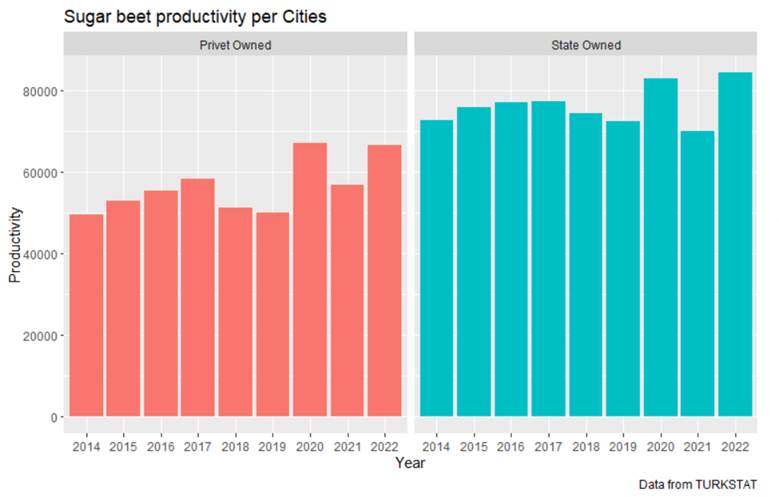 Sugar beet productivity per Cities
Privet Owned
State Owned
Productivity
80000
60000
40000
20000
0
2014 2015 2016 2017 2018 2019 2020 2021 2022
2014 2015 2016 2017 2018 2019 2020 2021 2022
Year
Data from TURKSTAT